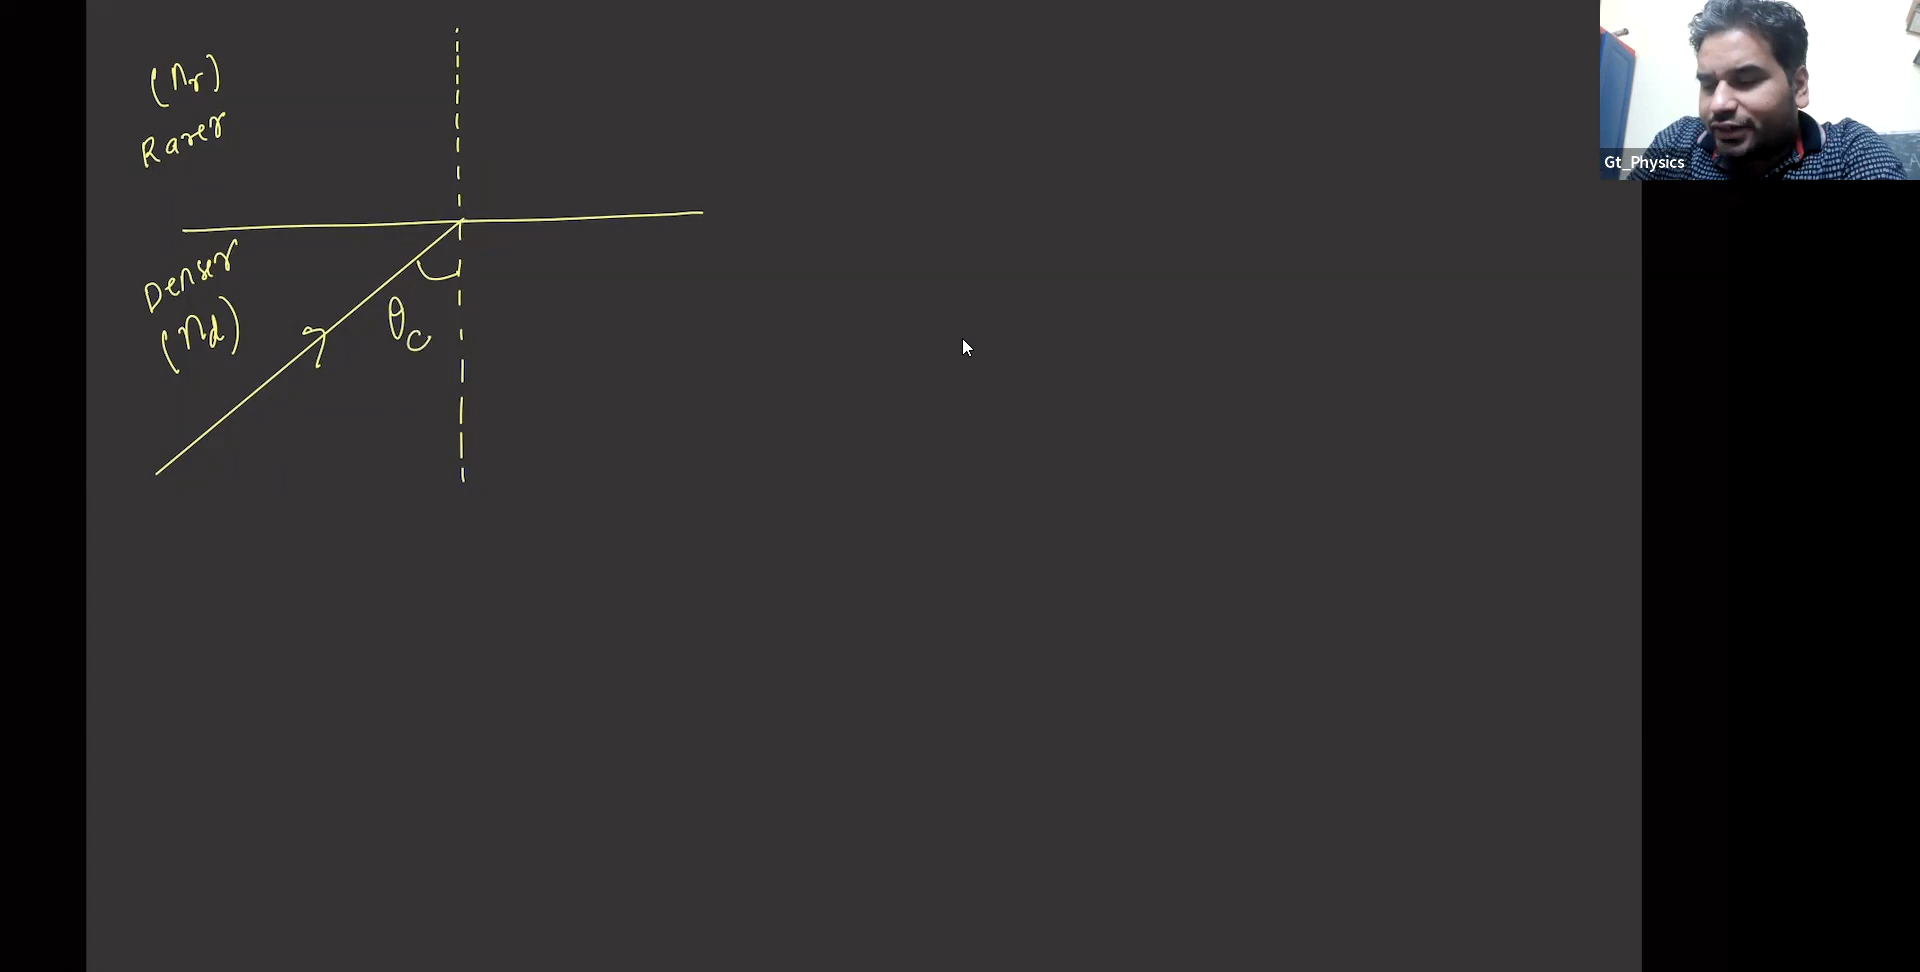 (nr)
Rarer
Denser
(nd)
θc
Gt_Physics